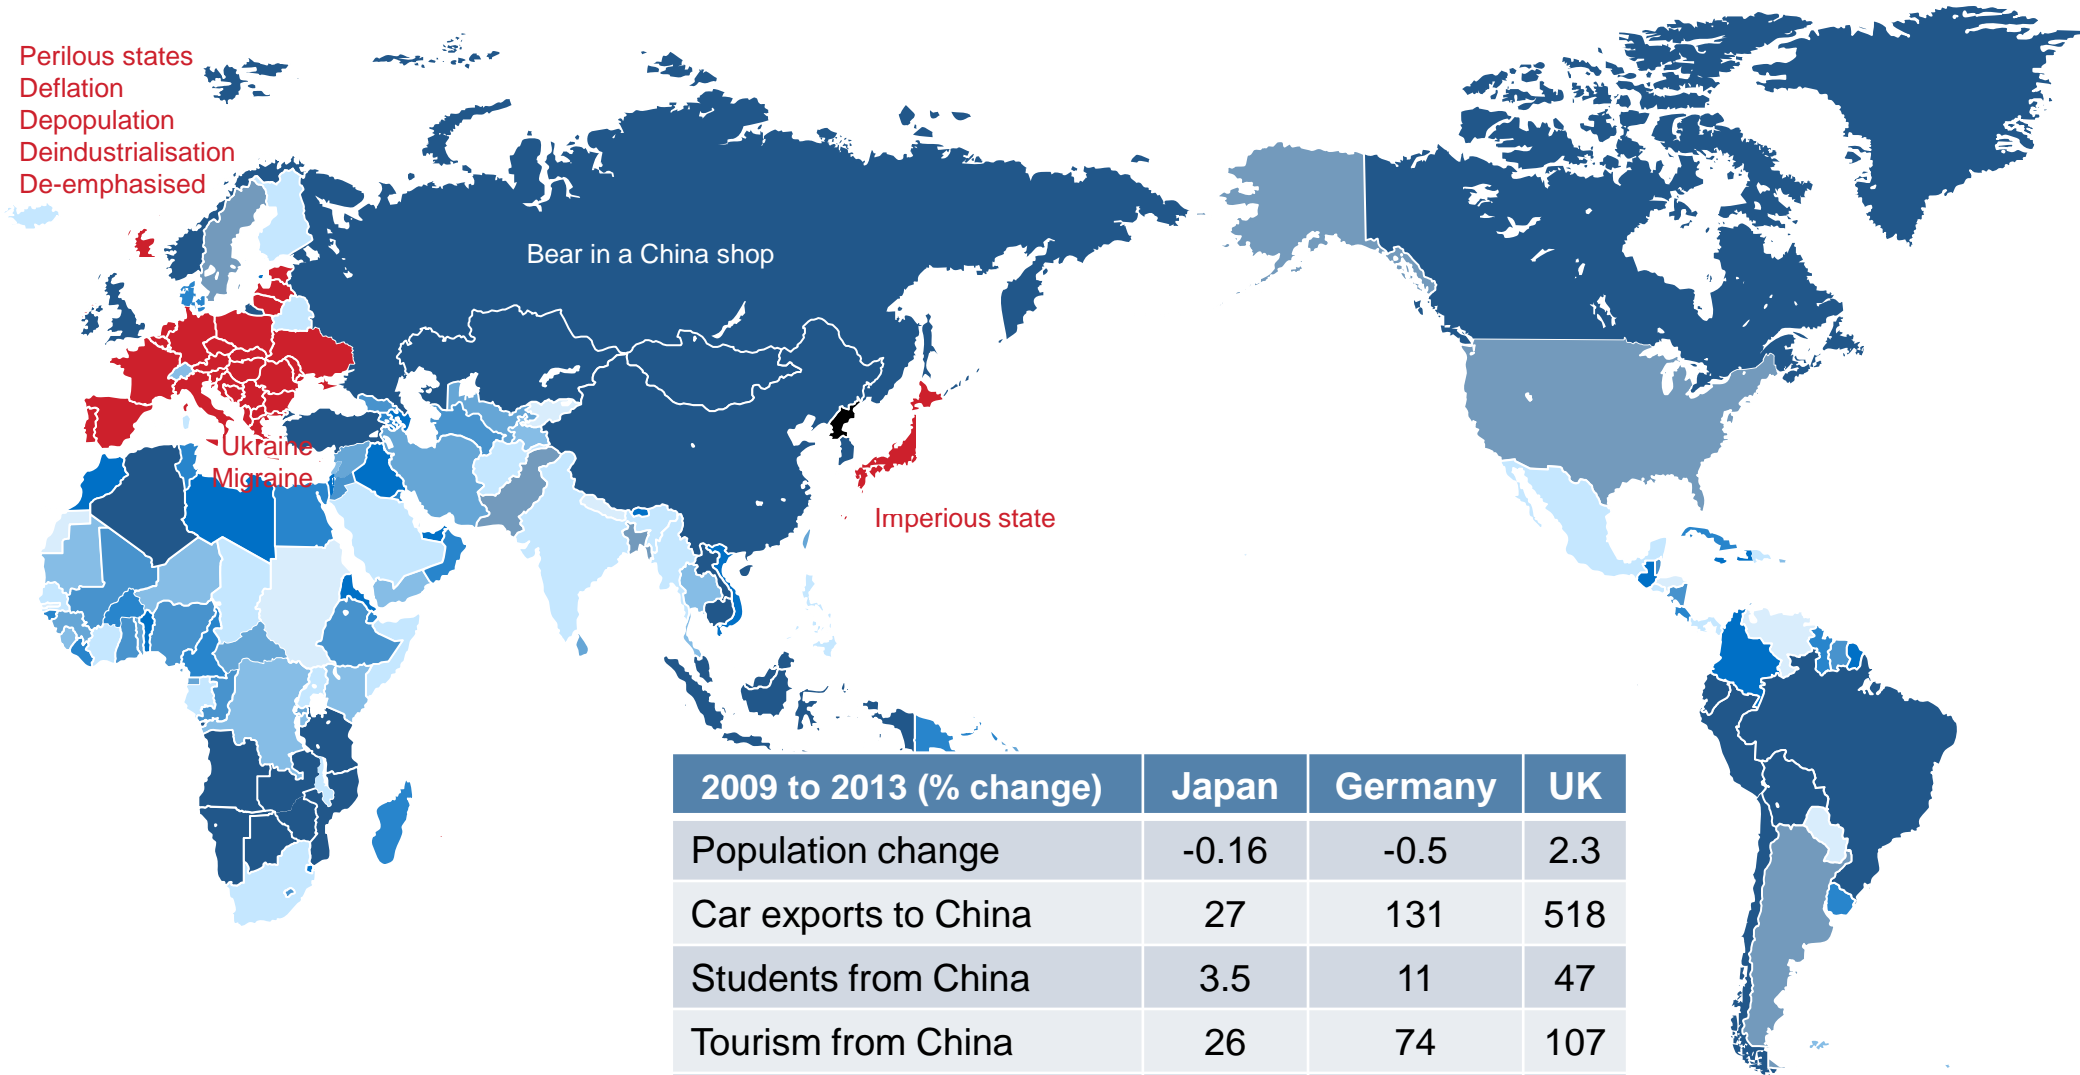 Perilous states
Deflation
Depopulation
Deindustrialisation
De-emphasised
Bear in a China shop
Ukraine
Migraine
Imperious state
2009 to 2013 (% change) Japan Germany UK
Population change -0.16 -0.5 2.3
Car exports to China 27 131 518
Students from China 3.5 11 47
Tourism from China 26 74 107